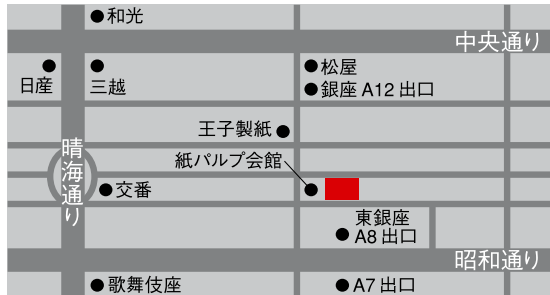 和光
中央通り
日産
三越
松屋
銀座 A12 出口
王子製紙
晴海通り
紙パルプ会館
交番
東銀座
A8 出口
昭和通り
歌舞伎座
A7 出口